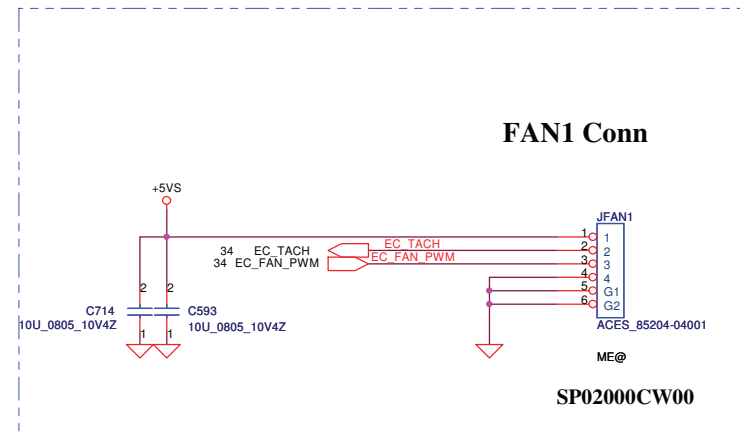 FAN1 Conn
+5VS
JFAN1
1 1
34 EC_TACH EC_TACH 2 2
34 EC_FAN_PWM EC_FAN_PWM 3 3
4 4
5 G1
6 G2
2 2
C714 C593
10U_0805_10V4Z 10U_0805_10V4Z
1 1
ACES_85204-04001
ME@
SP02000CW00